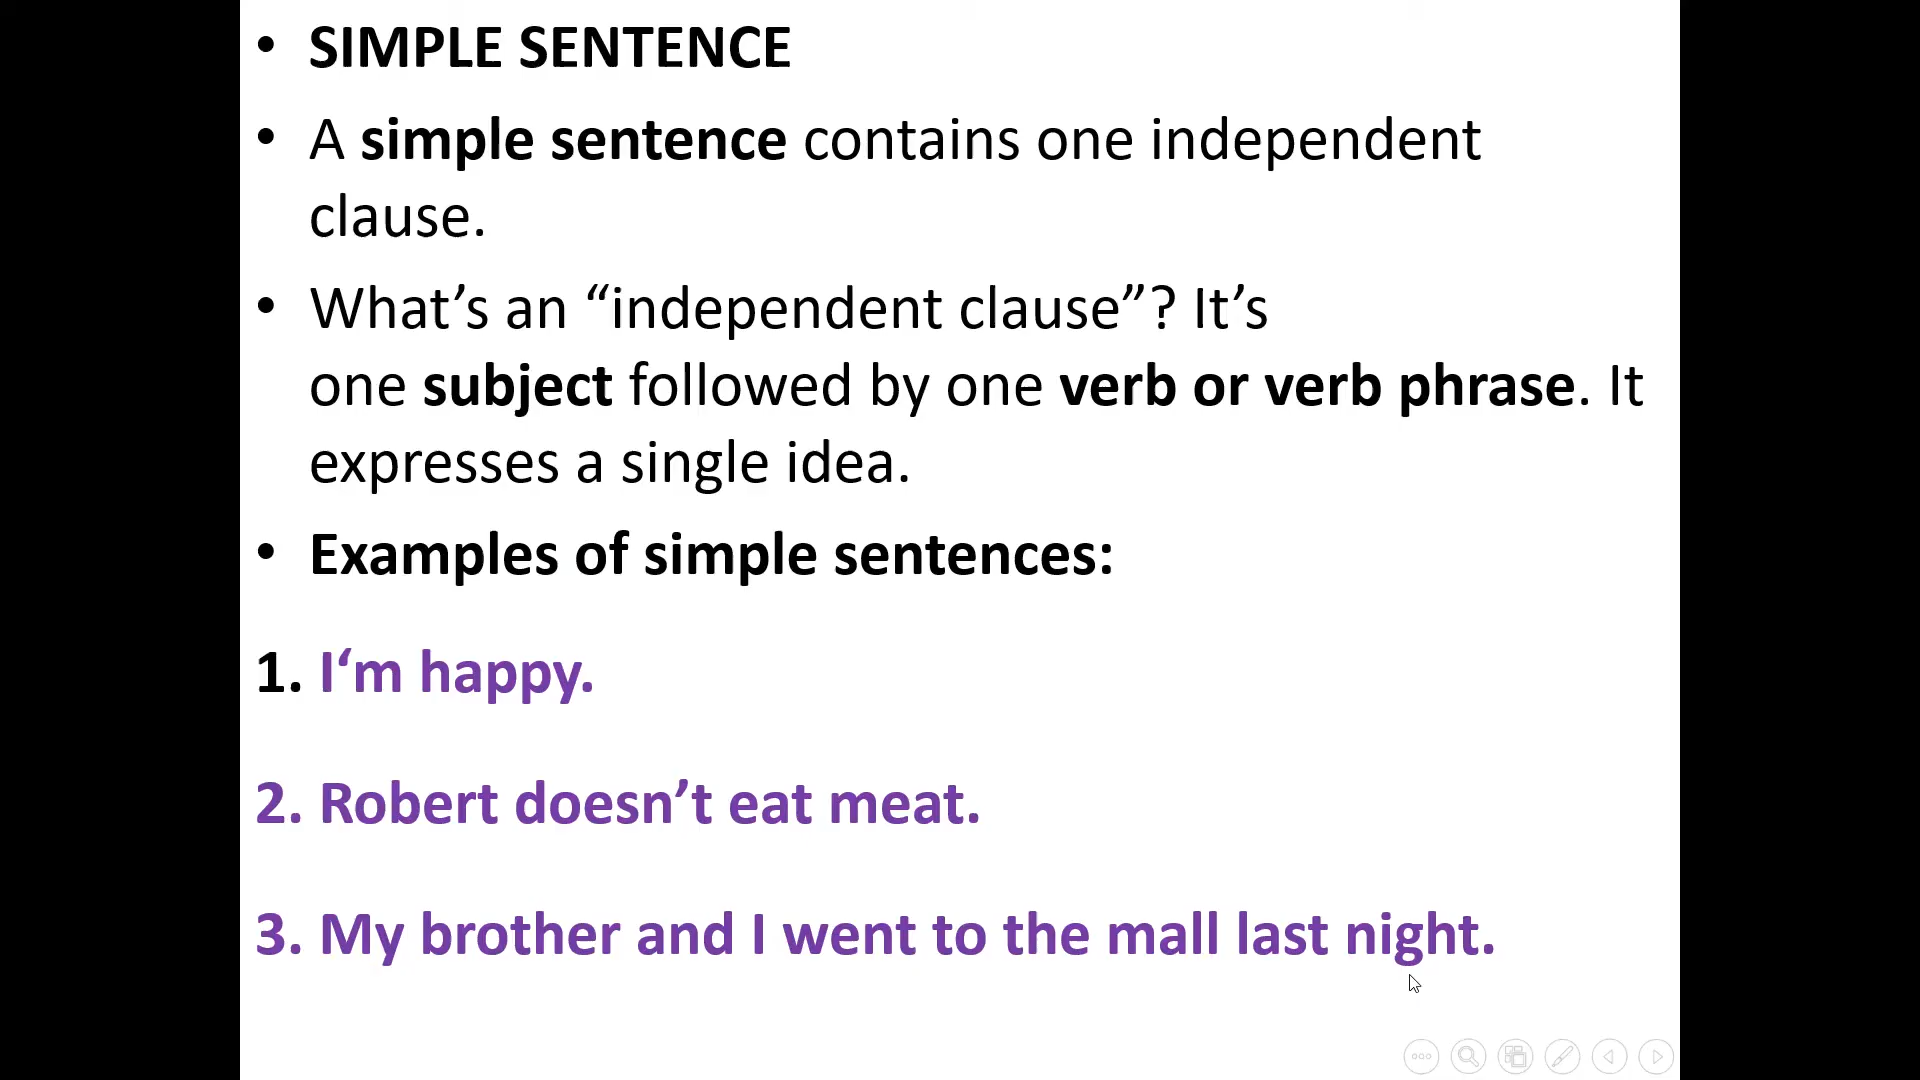 • SIMPLE SENTENCE
• A simple sentence contains one independent
clause.
• What’s an “independent clause”? It’s
one subject followed by one verb or verb phrase. It
expresses a single idea.
• Examples of simple sentences:
1. I‘m happy.
2. Robert doesn’t eat meat.
3. My brother and I went to the mall last night.